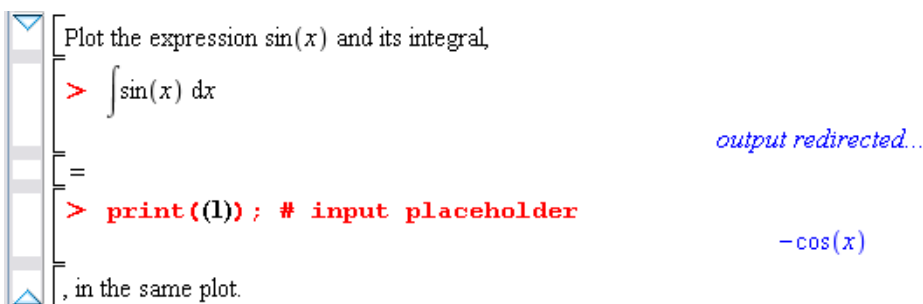 Plot the expression sin(x) and its integral,
> ∫sin(x) dx
output redirected...
=
> print((1)); # input placeholder
−cos(x)
, in the same plot.